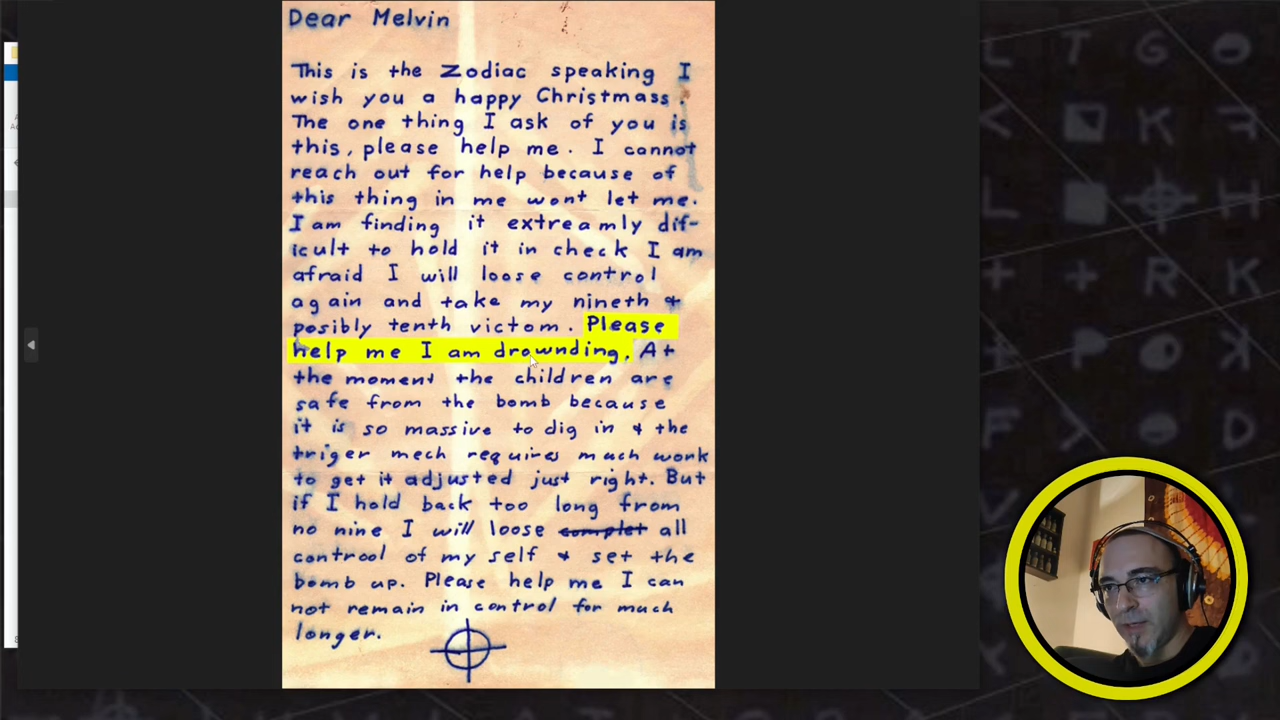 Dear Melvin
This is the Zodiac speaking I
wish you a happy Christmass.
The one thing I ask of you is
this, please help me. I cannot
reach out for help because of
this thing in me wont let me.
I am finding it extreamly dif-
icult to hold it in check I am
afraid I will loose control
again and take my nineth &
posibly tenth victom. Please
help me I am drownding. At
the moment the children are
safe from the bomb because
it is so massive to dig in & the
triger mech requires much work
to get it adjusted just right. But
if I hold back too long from
no nine I will loose complet all
controol of my self & set the
bomb up. Please help me I can
not remain in control for much
longer.